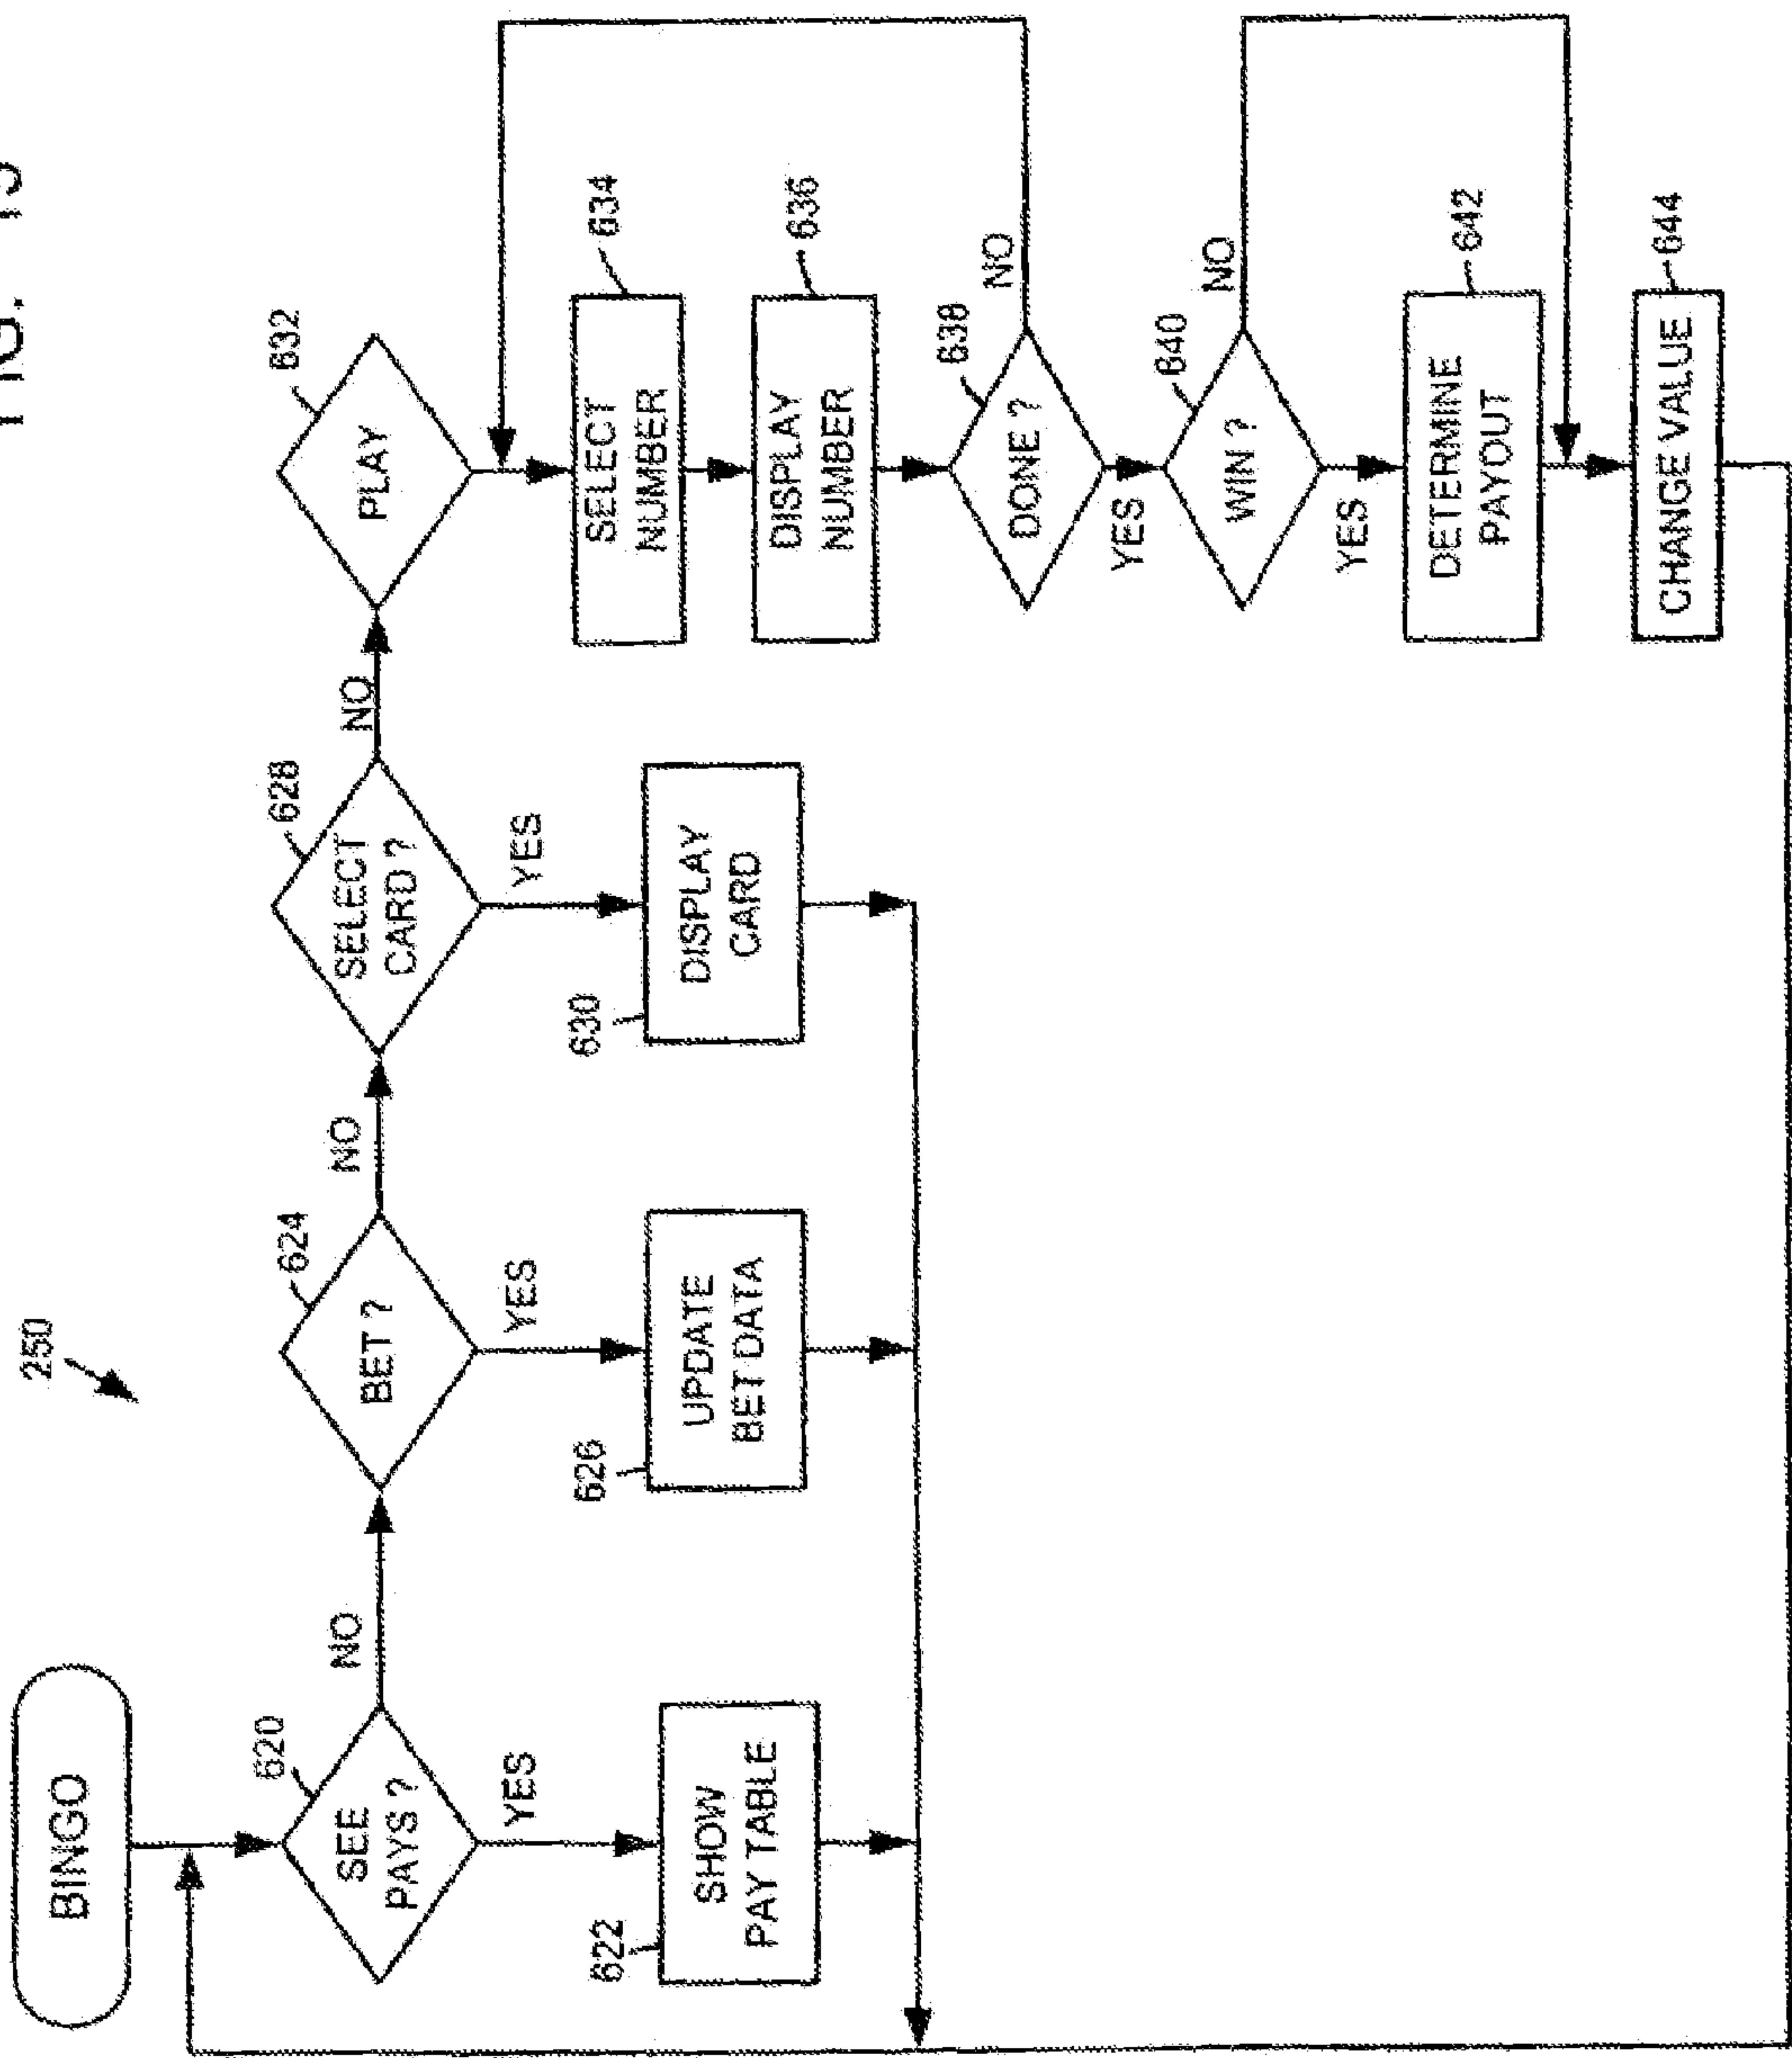 FIG.
250
BINGO
620
SEE
PAYS ?
NO
YES
622
SHOW
PAY TABLE
624
BET ?
NO
YES
626
UPDATE
BET DATA
628
SELECT
CARD ?
NO
YES
630
DISPLAY
CARD
632
PLAY
634
SELECT
NUMBER
636
DISPLAY
NUMBER
638
DONE ?
NO
YES
640
WIN ?
NO
YES
642
DETERMINE
PAYOUT
644
CHANGE VALUE